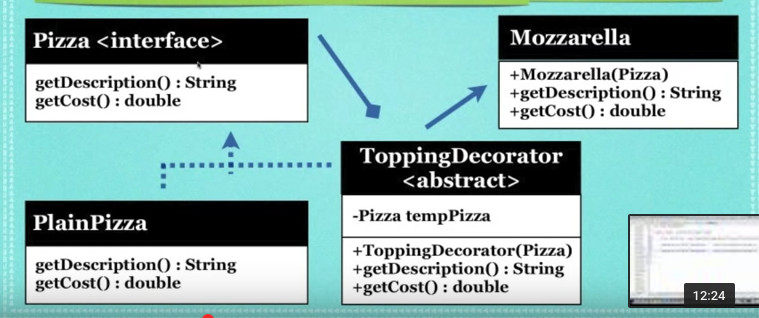 Pizza <interface>
getDescription() : String
getCost() : double
Mozzarella
+Mozzarella(Pizza)
+getDescription() : String
+getCost() : double
ToppingDecorator
<abstract>
-Pizza tempPizza
+ToppingDecorator(Pizza)
+getDescription() : String
+getCost() : double
PlainPizza
getDescription() : String
getCost() : double
12:24